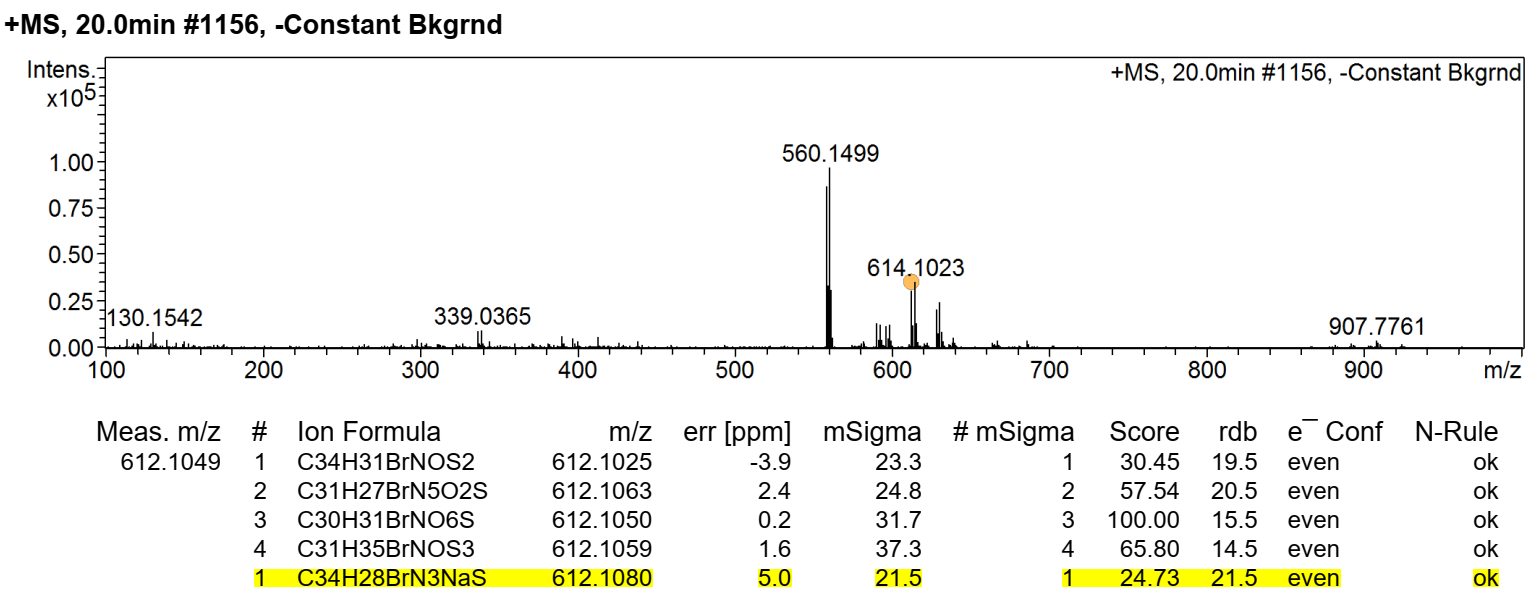 +MS, 20.0min #1156, -Constant Bkgrnd
Intens.
x10⁵
+MS, 20.0min #1156, -Constant Bkgrnd
1.00
0.75
0.50
0.25
0.00
130.1542
339.0365
560.1499
614.1023
907.7761
100 200 300 400 500 600 700 800 900 m/z
Meas. m/z # Ion Formula m/z err [ppm] mSigma # mSigma Score rdb e¯ Conf N-Rule
612.1049 1 C34H31BrNOS2 612.1025 -3.9 23.3 1 30.45 19.5 even ok
2 C31H27BrN5O2S 612.1063 2.4 24.8 2 57.54 20.5 even ok
3 C30H31BrNO6S 612.1050 0.2 31.7 3 100.00 15.5 even ok
4 C31H35BrNOS3 612.1059 1.6 37.3 4 65.80 14.5 even ok
1 C34H28BrN3NaS 612.1080 5.0 21.5 1 24.73 21.5 even ok